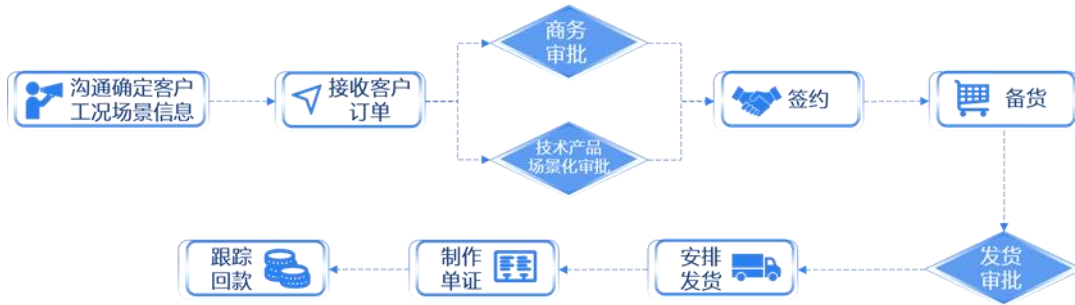 沟通确定客户
工况场景信息
接收客户
订单
商务
审批
技术产品
场景化审批
签约
备货
发货
审批
安排
发货
制作
单证
跟踪
回款